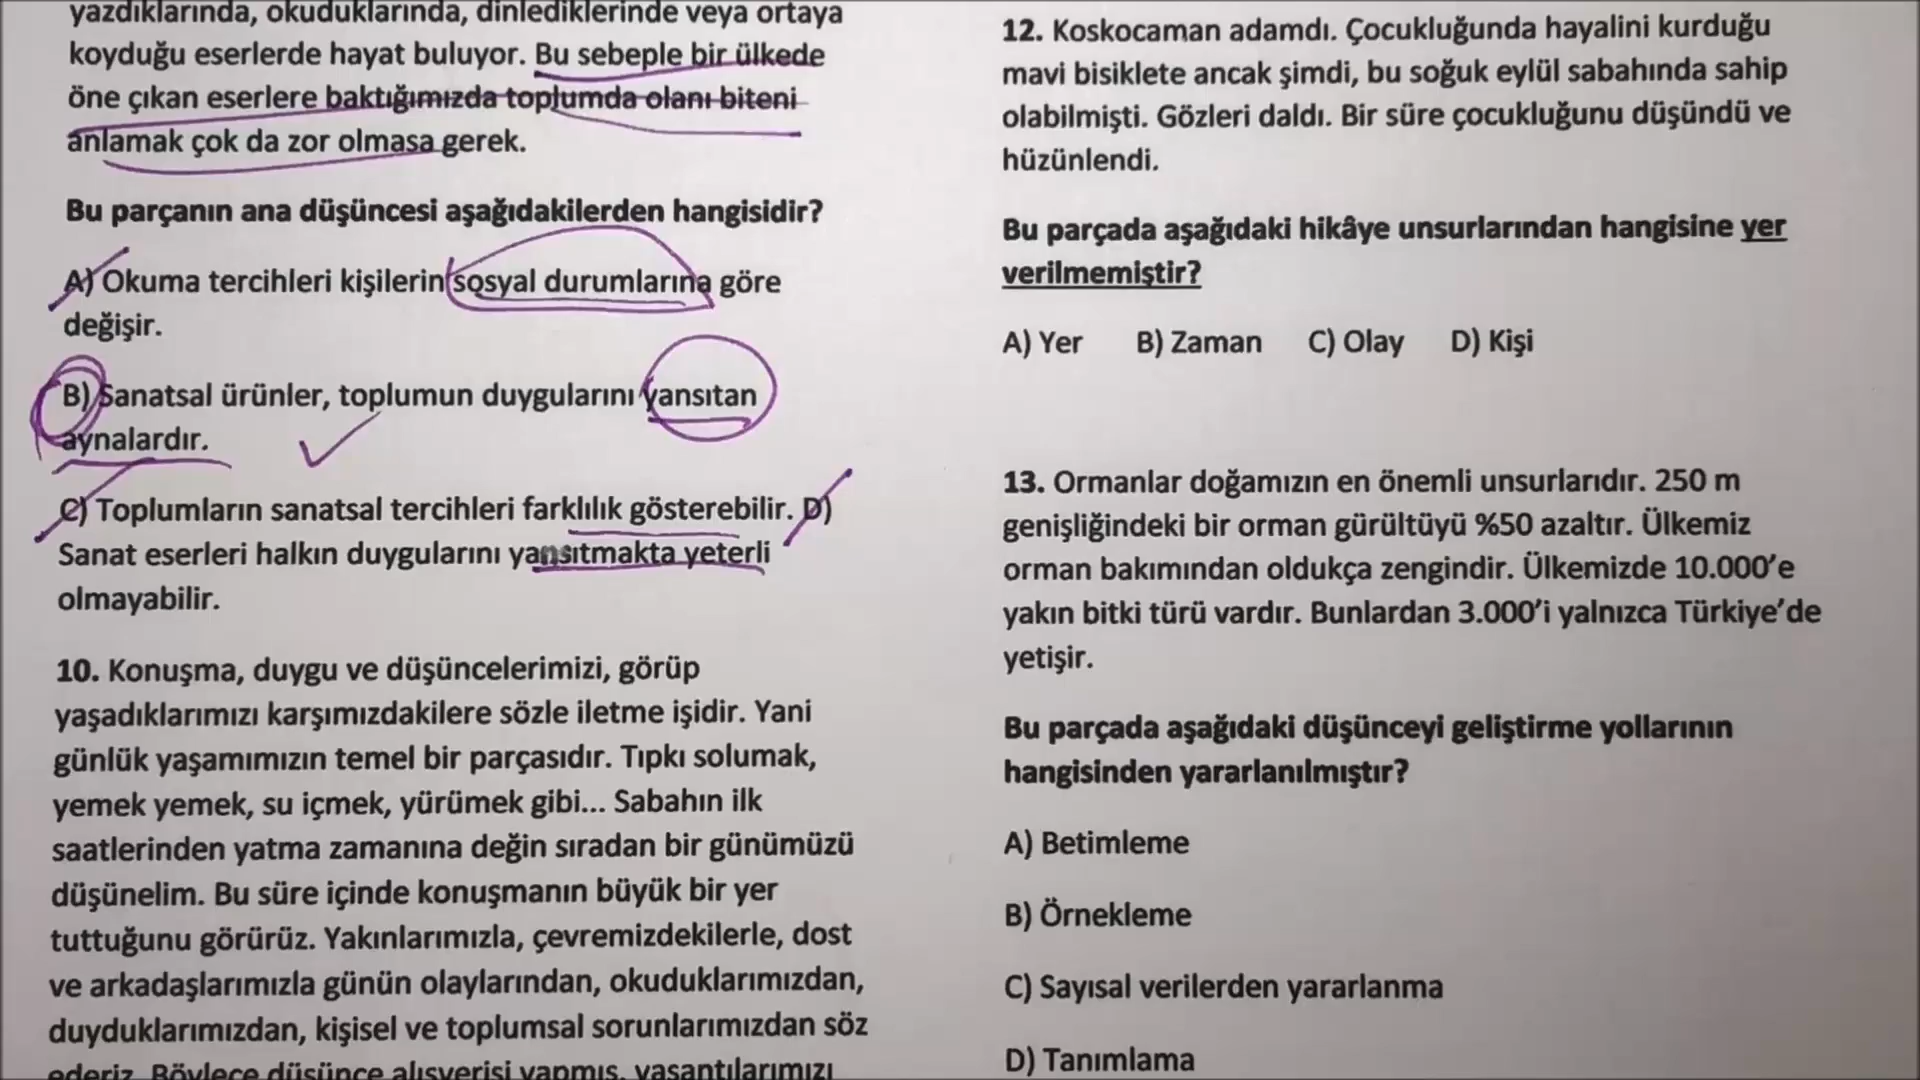 yazdıklarında, okuduklarında, dinlediklerinde veya ortaya
koyduğu eserlerde hayat buluyor. Bu sebeple bir ülkede
öne çıkan eserlere baktığımızda toplumda olanı biteni
anlamak çok da zor olmasa gerek.
Bu parçanın ana düşüncesi aşağıdakilerden hangisidir?
A) Okuma tercihleri kişilerin sosyal durumlarına göre
değişir.
B) Sanatsal ürünler, toplumun duygularını yansıtan
aynalardır.
C) Toplumların sanatsal tercihleri farklılık gösterebilir. D)
Sanat eserleri halkın duygularını yansıtmakta yeterli
olmayabilir.
10. Konuşma, duygu ve düşüncelerimizi, görüp
yaşadıklarımızı karşımızdakilere sözle iletme işidir. Yani
günlük yaşamımızın temel bir parçasıdır. Tıpkı solumak,
yemek yemek, su içmek, yürümek gibi... Sabahın ilk
saatlerinden yatma zamanına değin sıradan bir günümüzü
düşünelim. Bu süre içinde konuşmanın büyük bir yer
tuttuğunu görürüz. Yakınlarımızla, çevremizdekilerle, dost
ve arkadaşlarımızla günün olaylarından, okuduklarımızdan,
duyduklarımızdan, kişisel ve toplumsal sorunlarımızdan söz
ederiz. Böylece düşünce alışverişi yapmış, yaşantılarımızı
12. Koskocaman adamdı. Çocukluğunda hayalini kurduğu
mavi bisiklete ancak şimdi, bu soğuk eylül sabahında sahip
olabilmişti. Gözleri daldı. Bir süre çocukluğunu düşündü ve
hüzünlendi.
Bu parçada aşağıdaki hikâye unsurlarından hangisine yer
verilmemiştir?
A) Yer B) Zaman C) Olay D) Kişi
13. Ormanlar doğamızın en önemli unsurlarıdır. 250 m
genişliğindeki bir orman gürültüyü %50 azaltır. Ülkemiz
orman bakımından oldukça zengindir. Ülkemizde 10.000’e
yakın bitki türü vardır. Bunlardan 3.000’i yalnızca Türkiye’de
yetişir.
Bu parçada aşağıdaki düşünceyi geliştirme yollarının
hangisinden yararlanılmıştır?
A) Betimleme
B) Örnekleme
C) Sayısal verilerden yararlanma
D) Tanımlama